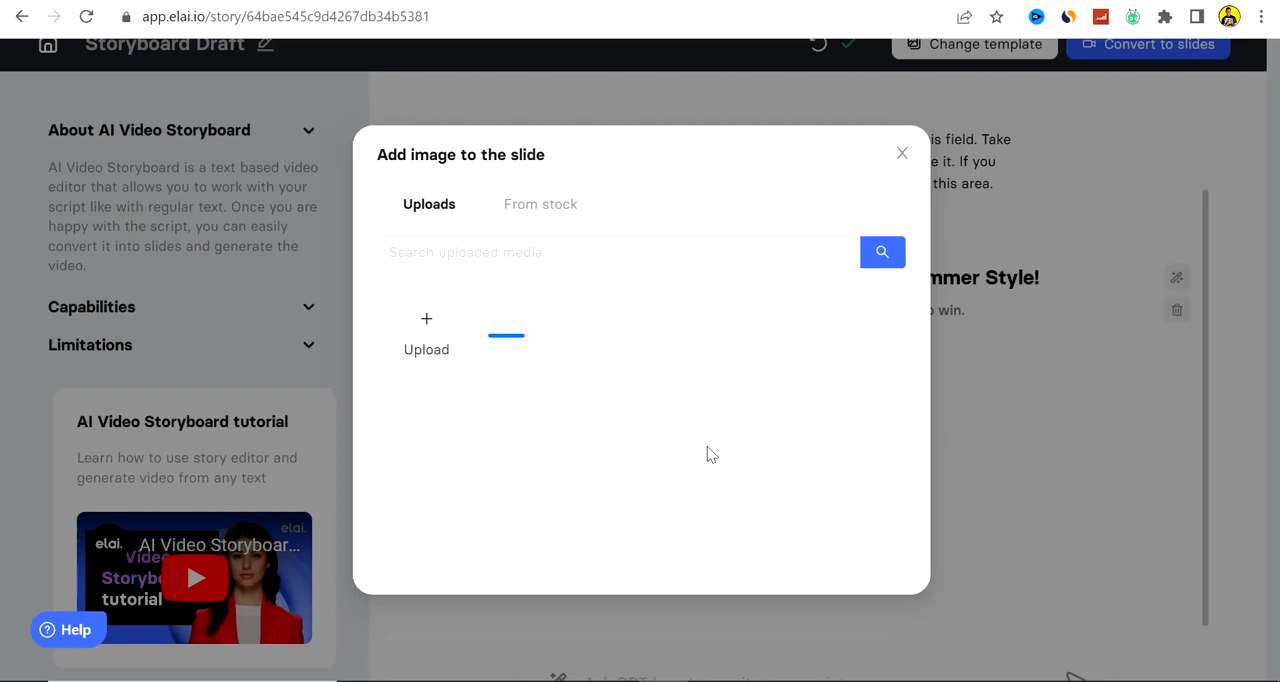 app.elai.io/story/64bae545c9d4267db34b5381
Storyboard Draft
Change template
Convert to slides
About AI Video Storyboard
AI Video Storyboard is a text based video
editor that allows you to work with your
script like with regular text. Once you are
happy with the script, you can easily
convert it into slides and generate the
video.
Capabilities
Limitations
AI Video Storyboard tutorial
Learn how to use story editor and
generate video from any text
elai.
elai. AI Video Storyboar...
Video
Storyb
tutorial
Help
Add image to the slide
Uploads
From stock
Search uploaded media
+
Upload
is field. Take
e it. If you
this area.
mmer Style!
win.